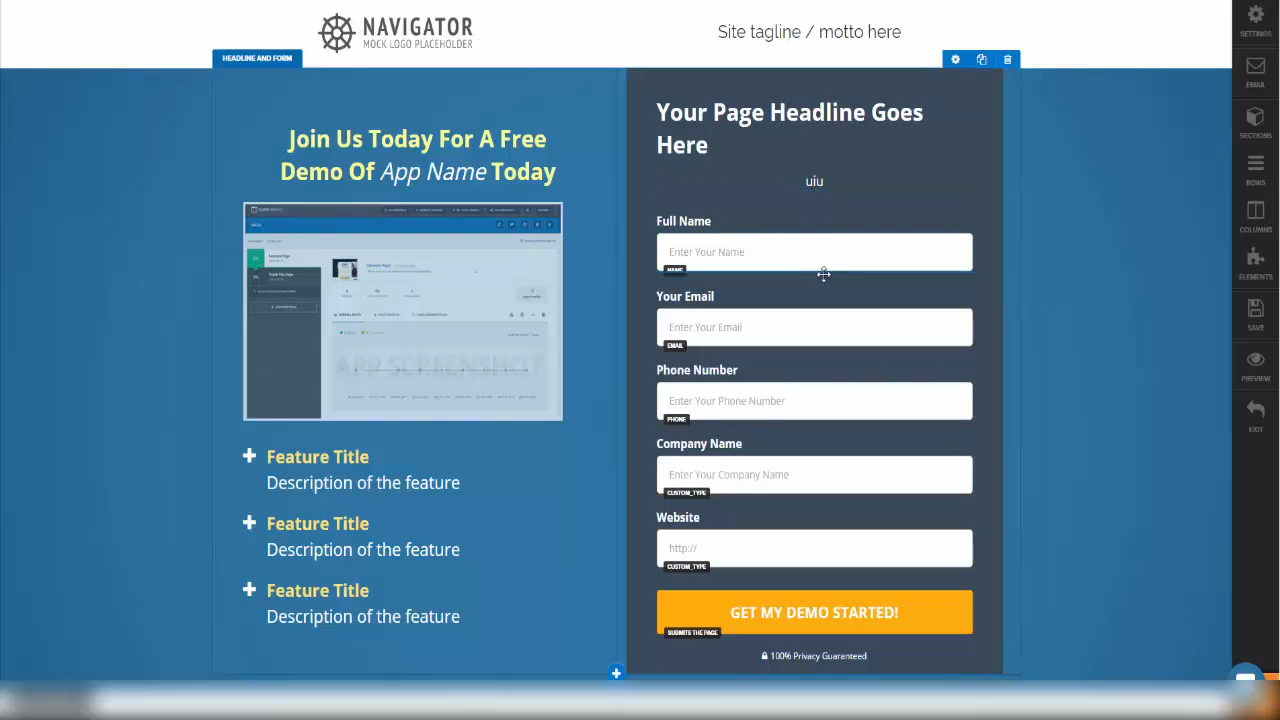 NAVIGATOR
MOCK LOGO PLACEHOLDER
Site tagline / motto here
HEADLINE AND FORM
Join Us Today For A Free
Demo Of App Name Today
APP SCREENSHOT
Feature Title
Description of the feature
Feature Title
Description of the feature
Feature Title
Description of the feature
Your Page Headline Goes
Here
uiu
Full Name
Enter Your Name
NAME
Your Email
Enter Your Email
EMAIL
Phone Number
Enter Your Phone Number
PHONE
Company Name
Enter Your Company Name
CUSTOM_TYPE
Website
http://
CUSTOM_TYPE
GET MY DEMO STARTED!
SUBMITS THE PAGE
100% Privacy Guaranteed
SETTINGS
EMAIL
SECTIONS
ROWS
COLUMNS
ELEMENTS
SAVE
PREVIEW
EXIT